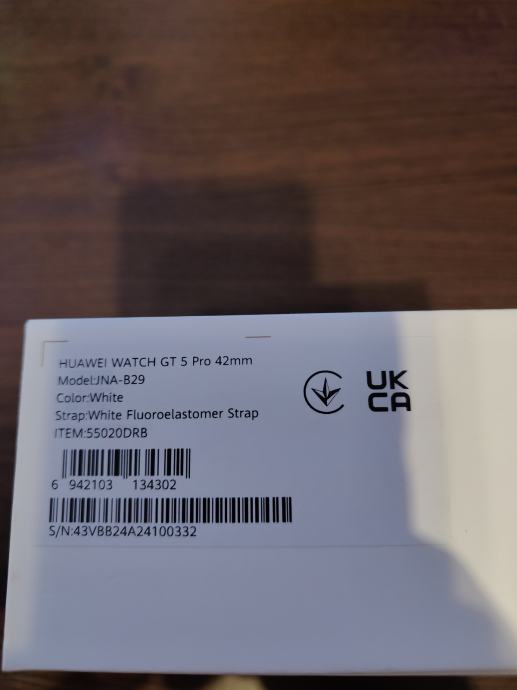 HUAWEI WATCH GT 5 Pro 42mm
Model:JNA-B29
Color:White
Strap:White Fluoroelastomer Strap
ITEM:55020DRB
6 942103 134302
S/N:43VBB24A24100332
UK
CA